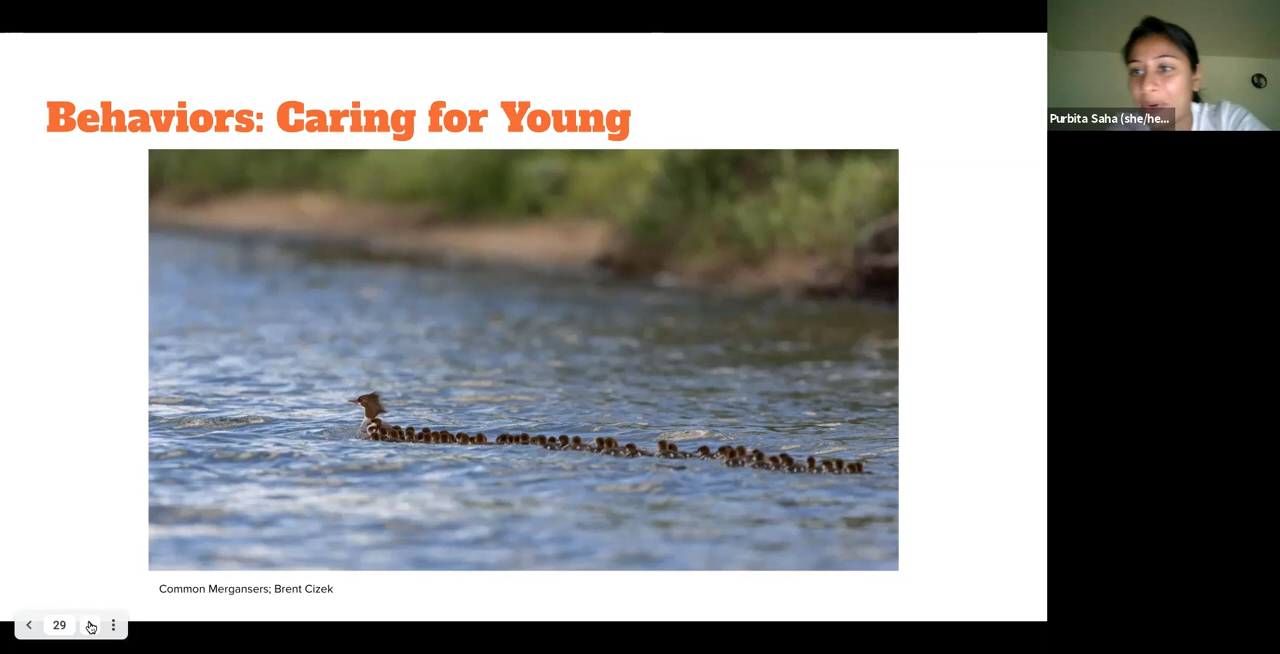 Behaviors: Caring for Young
Purbita Saha (she/he...
Common Mergansers; Brent Cizek
29